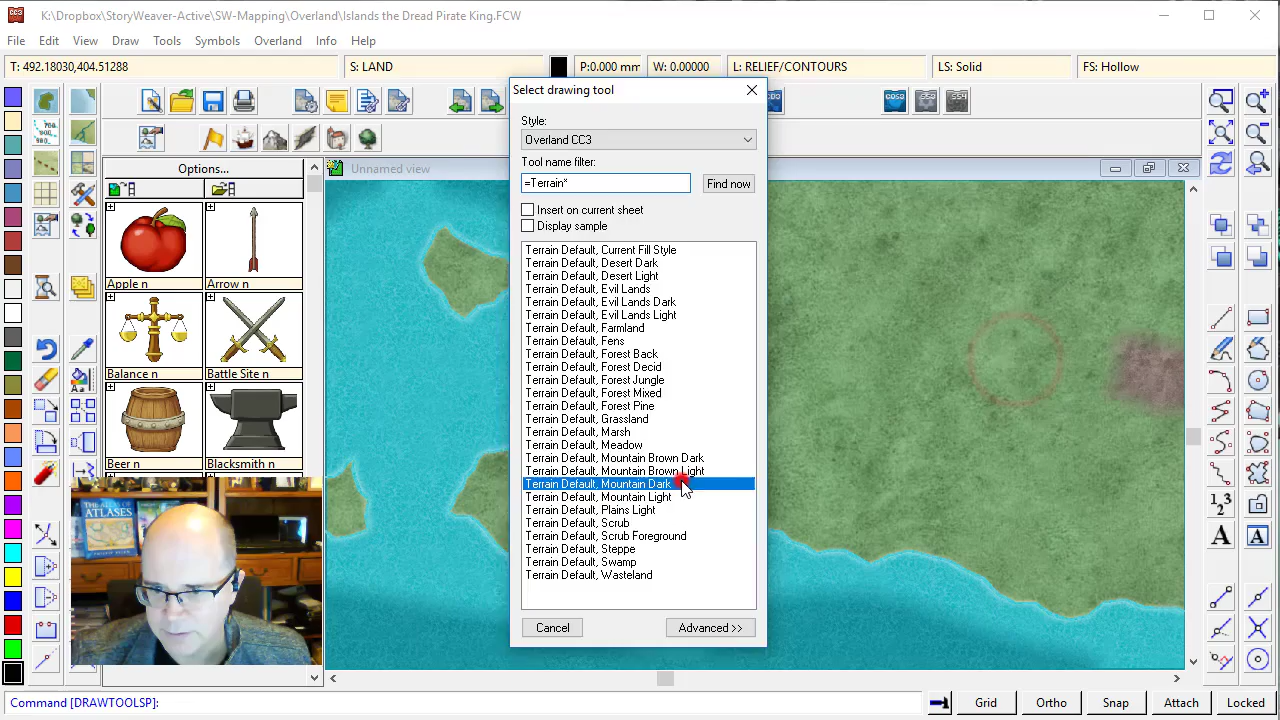 K:\Dropbox\StoryWeaver-Active\SW-Mapping\Overland\Islands the Dread Pirate King.FCW
File Edit View Draw Tools Symbols Overland Info Help
T: 492.18030,404.51288 S: LAND P:0.000 mm W: 0.00000 L: RELIEF/CONTOURS LS: Solid FS: Hollow
Options...
Unnamed view
Apple n Arrow n
Balance n Battle Site n
Beer n Blacksmith n
THE ATLAS OF
ATLASES
Select drawing tool
Style:
Overland CC3
Tool name filter:
=Terrain*
Find now
Insert on current sheet
Display sample
Terrain Default, Current Fill Style
Terrain Default, Desert Dark
Terrain Default, Desert Light
Terrain Default, Evil Lands
Terrain Default, Evil Lands Dark
Terrain Default, Evil Lands Light
Terrain Default, Farmland
Terrain Default, Fens
Terrain Default, Forest Back
Terrain Default, Forest Decid
Terrain Default, Forest Jungle
Terrain Default, Forest Mixed
Terrain Default, Forest Pine
Terrain Default, Grassland
Terrain Default, Marsh
Terrain Default, Meadow
Terrain Default, Mountain Brown Dark
Terrain Default, Mountain Brown Light
Terrain Default, Mountain Dark
Terrain Default, Mountain Light
Terrain Default, Plains Light
Terrain Default, Scrub
Terrain Default, Scrub Foreground
Terrain Default, Steppe
Terrain Default, Swamp
Terrain Default, Wasteland
Cancel Advanced >>
Command [DRAWTOOLSP]:
Grid Ortho Snap Attach Locked